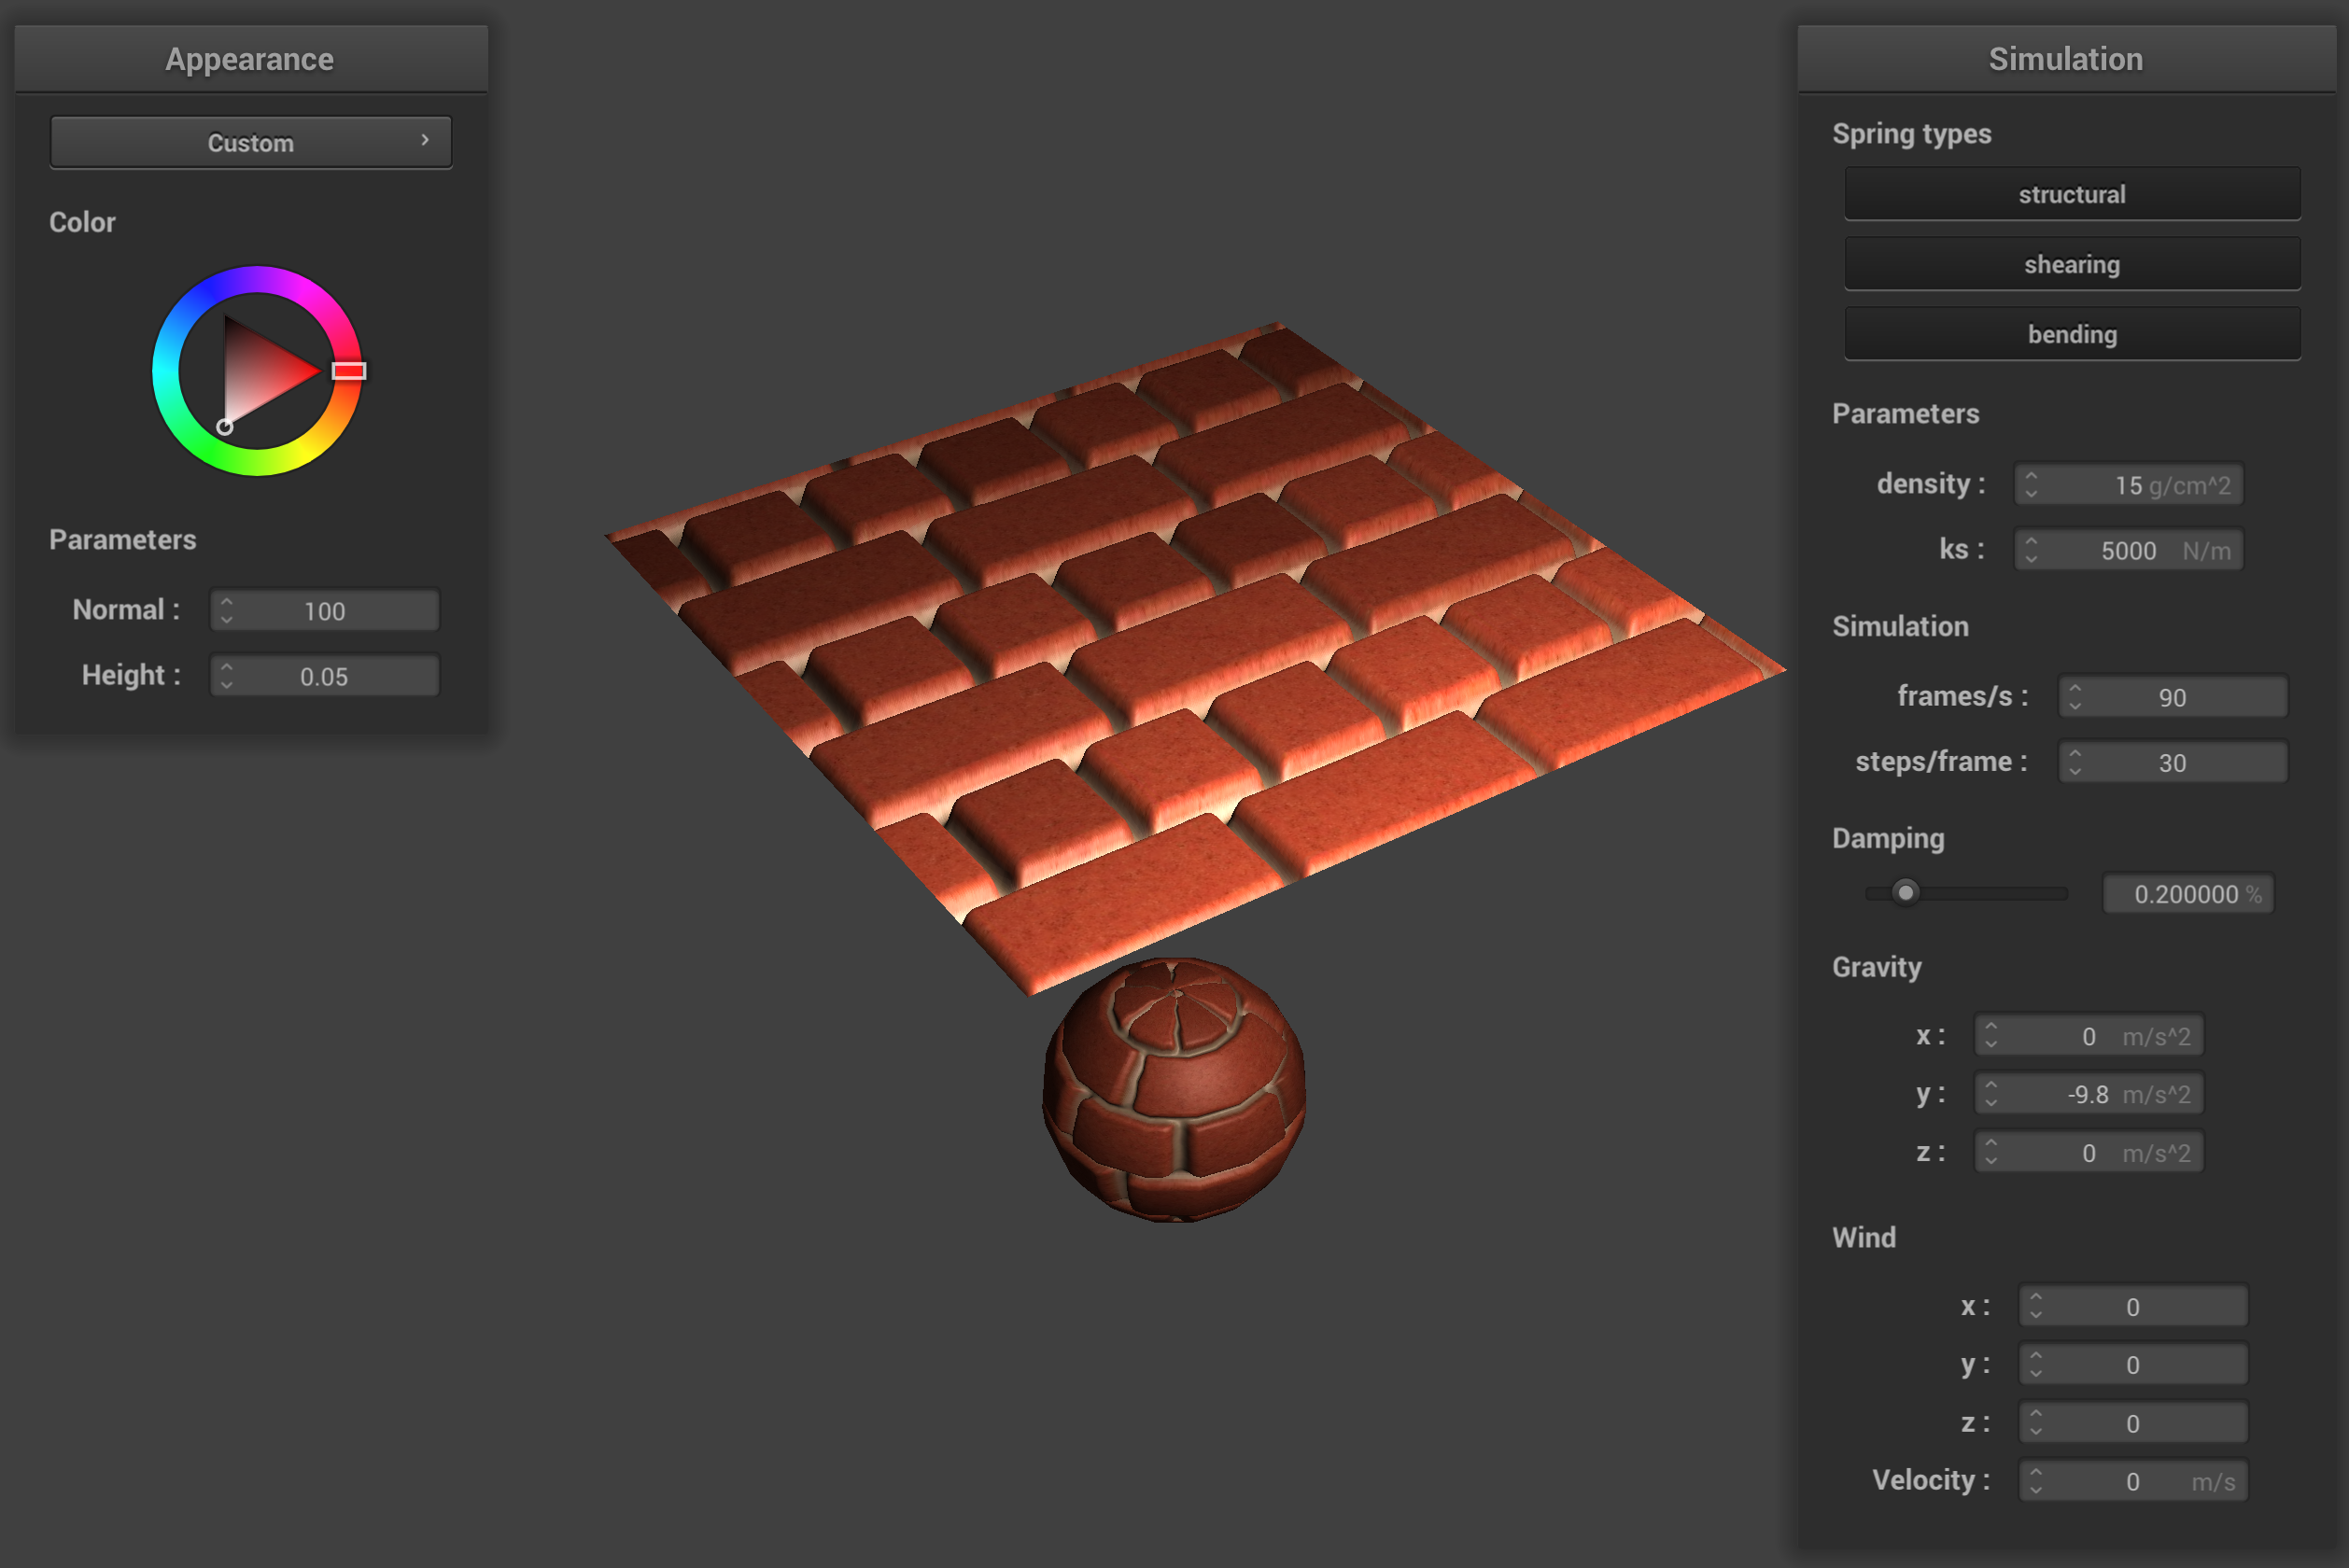 Appearance
Custom
Color
Parameters
Normal : 100
Height : 0.05
Simulation
Spring types
structural
shearing
bending
Parameters
density : 15 g/cm^2
ks : 5000 N/m
Simulation
frames/s : 90
steps/frame : 30
Damping
0.200000 %
Gravity
x : 0 m/s^2
y : -9.8 m/s^2
z : 0 m/s^2
Wind
x : 0
y : 0
z : 0
Velocity : 0 m/s